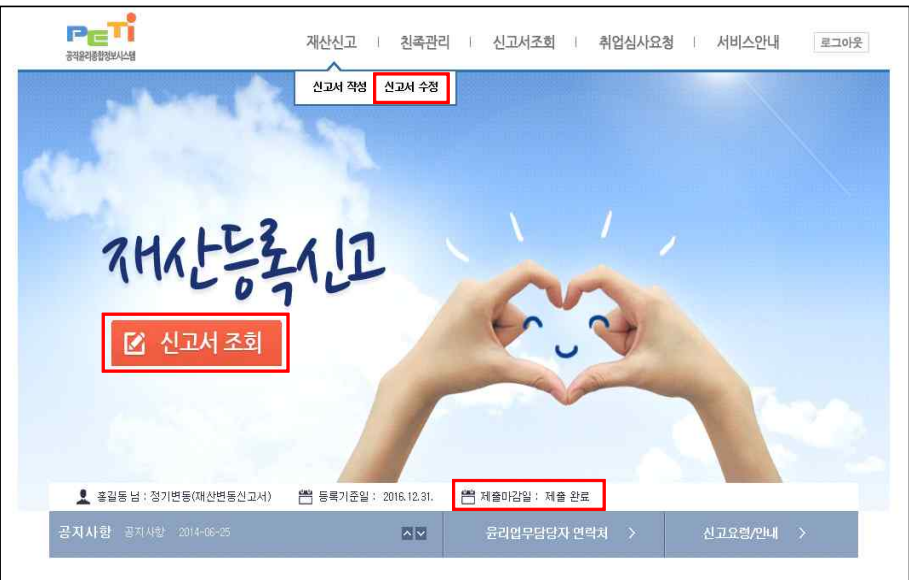 PETI
공직윤리종합정보시스템
재산신고 | 친족관리 | 신고서조회 | 취업심사요청 | 서비스안내
로그아웃
신고서 작성 신고서 수정
재산등록신고
신고서 조회
홍길동 님 : 정기변동(재산변동신고서) 등록기준일 : 2016.12.31. 제출마감일 : 제출 완료
공지사항 공지사항 2014-06-25 윤리업무담당자 연락처 > 신고요령/안내 >